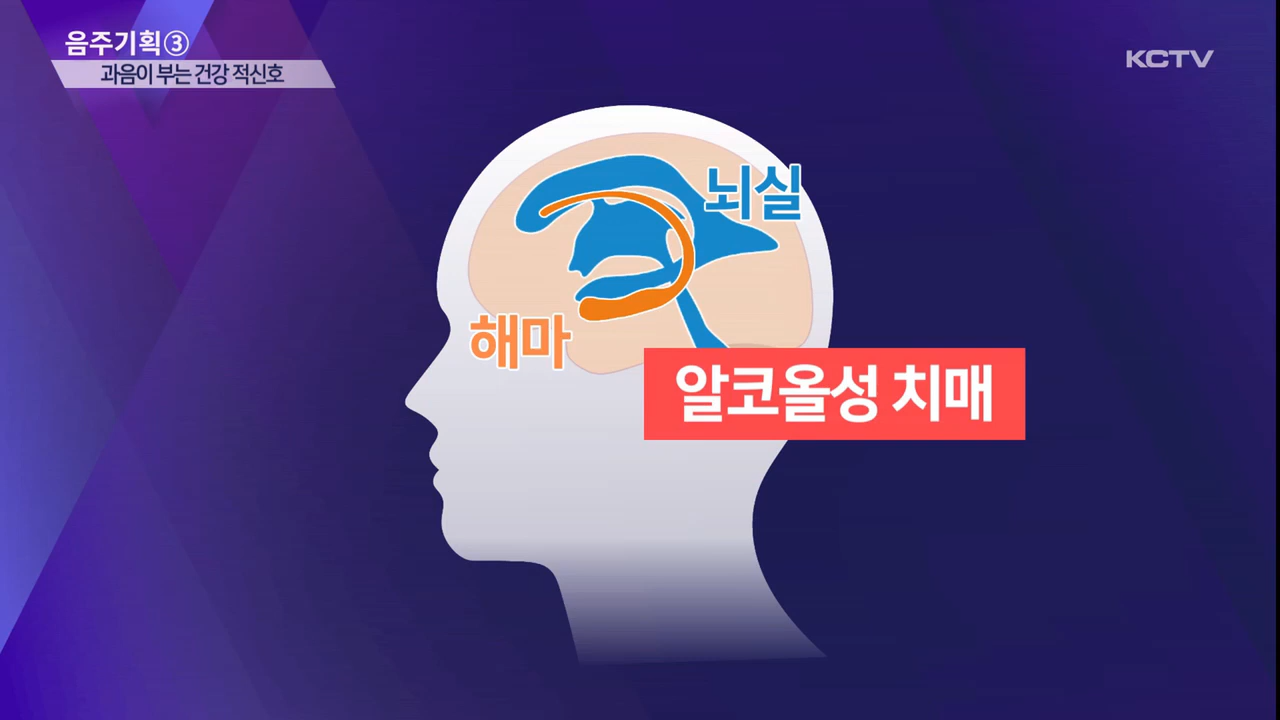 음주기획③
과음이 부는 건강 적신호
KCTV
뇌실
해마
알코올성 치매